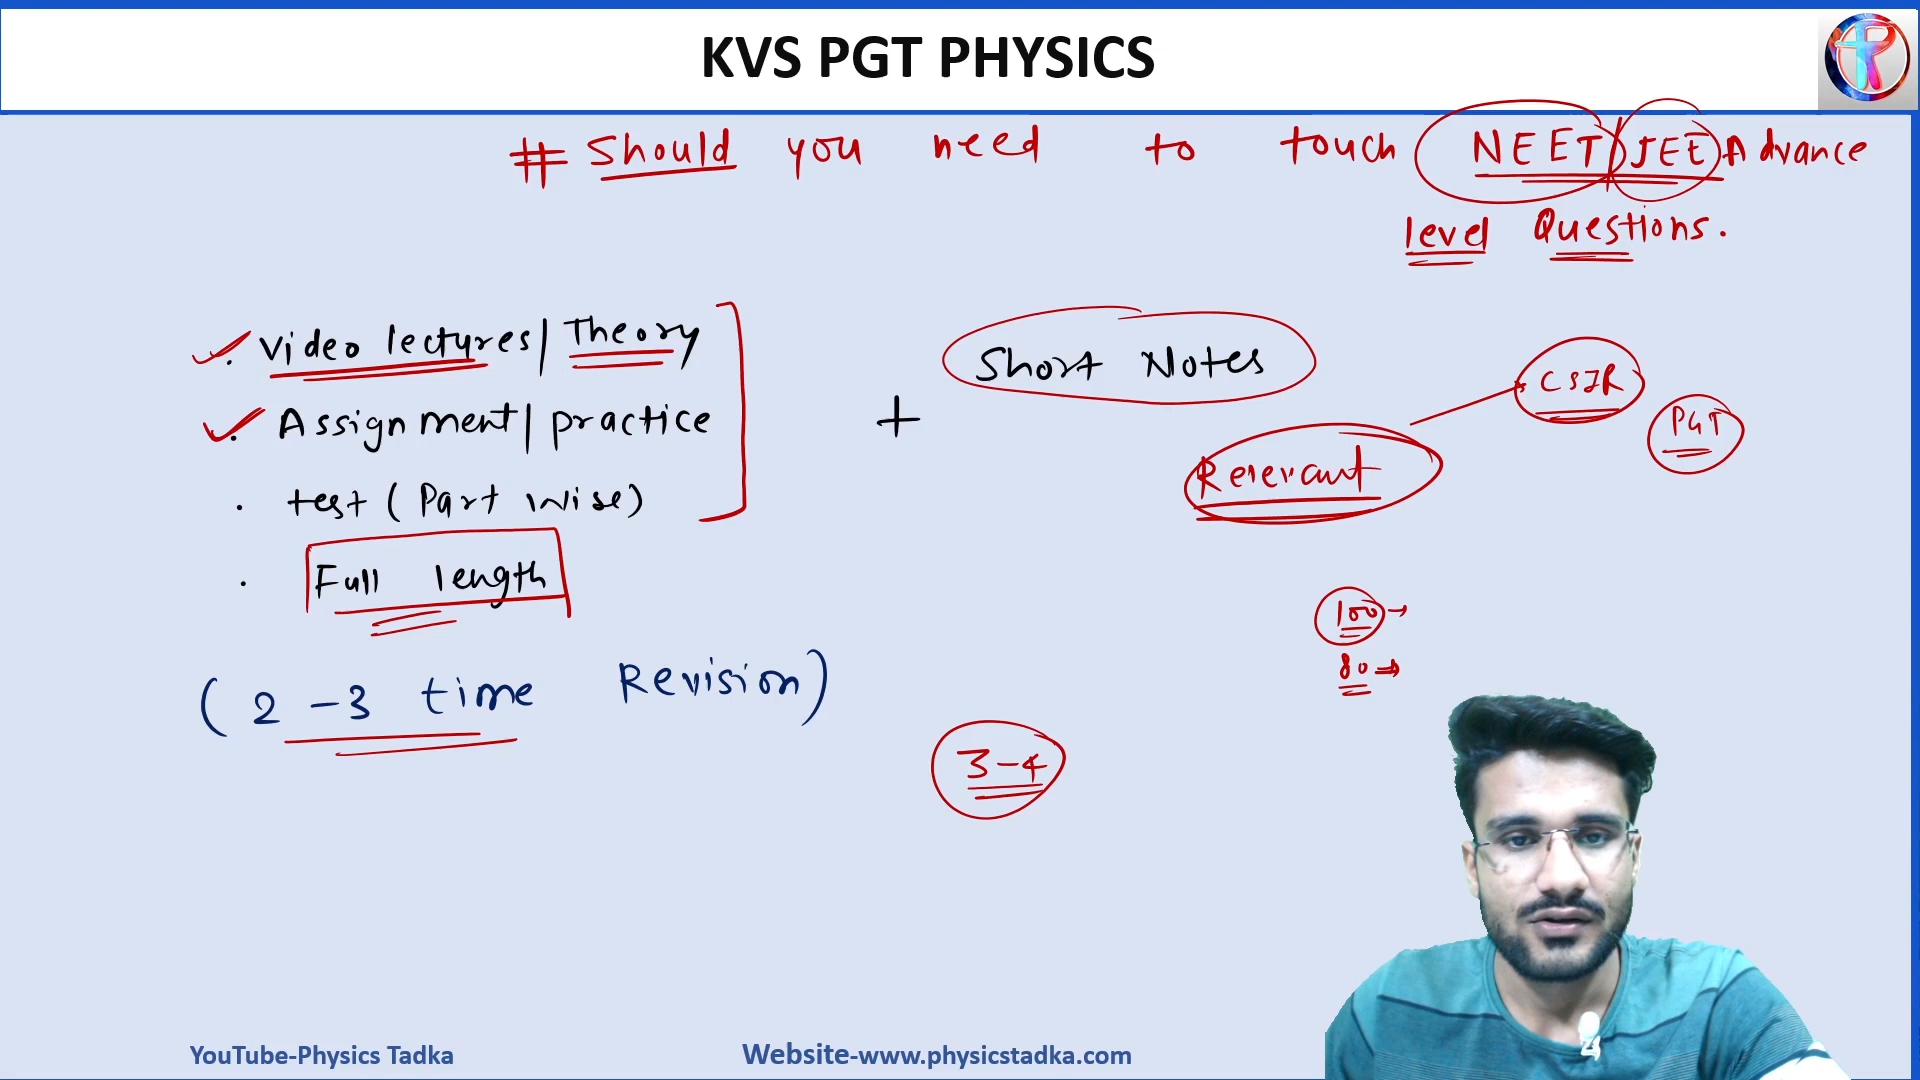 KVS PGT PHYSICS
# Should you need to touch NEET/JEE Advance
level Questions.
. Video lectures/Theory
. Assignment/practice
. test (Part wise)
. Full length
+
Short Notes
Relevant
CSIR
PGT
100→
80→
(2-3 time Revision)
3-4
YouTube-Physics Tadka
Website-www.physicstadka.com